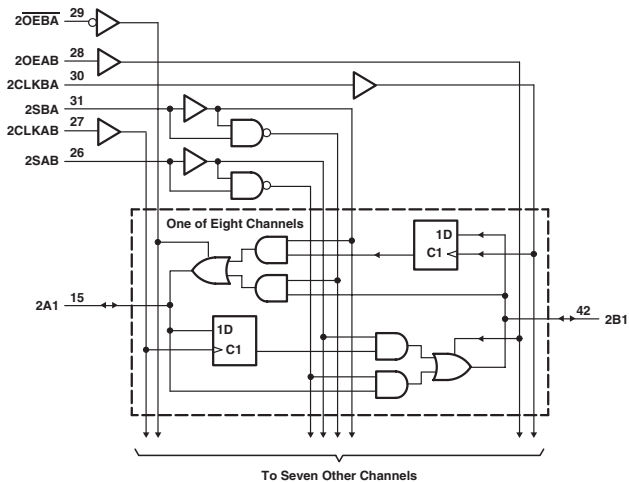 2O̅E̅B̅A̅ 29
2OEAB 28
2CLKBA 30
2SBA 31
2CLKAB 27
2SAB 26
One of Eight Channels
1D
C1
2A1 15
42 2B1
1D
C1
To Seven Other Channels